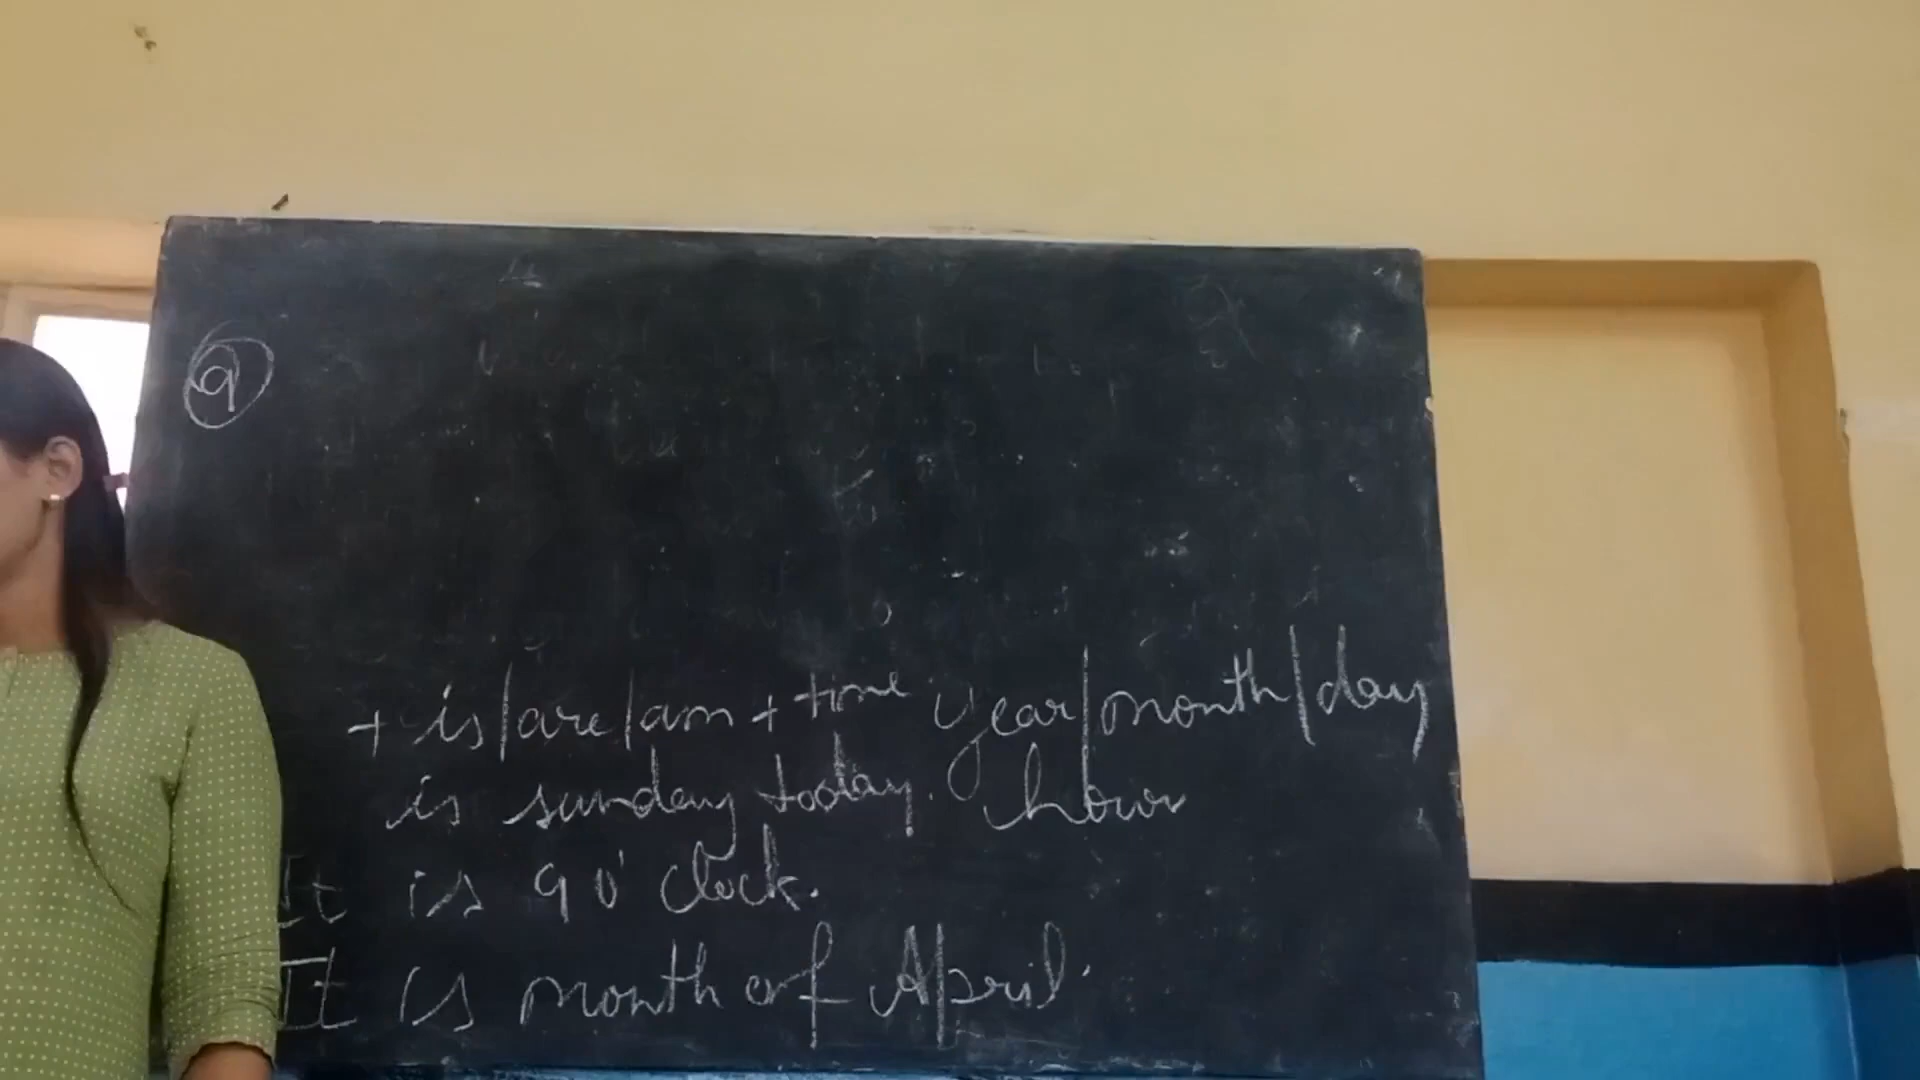 9
+ is/are/am + time year/month/day
is sunday today. hour
It is 9 o' clock.
It is month of April.